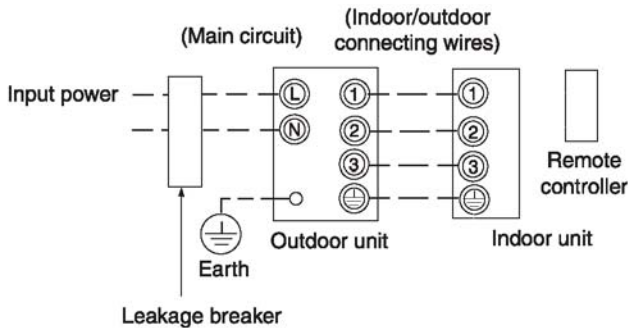 (Main circuit)
(Indoor/outdoor
connecting wires)
Input power
L
N
1
2
3
1
2
3
Remote
controller
Earth
Outdoor unit
Indoor unit
Leakage breaker